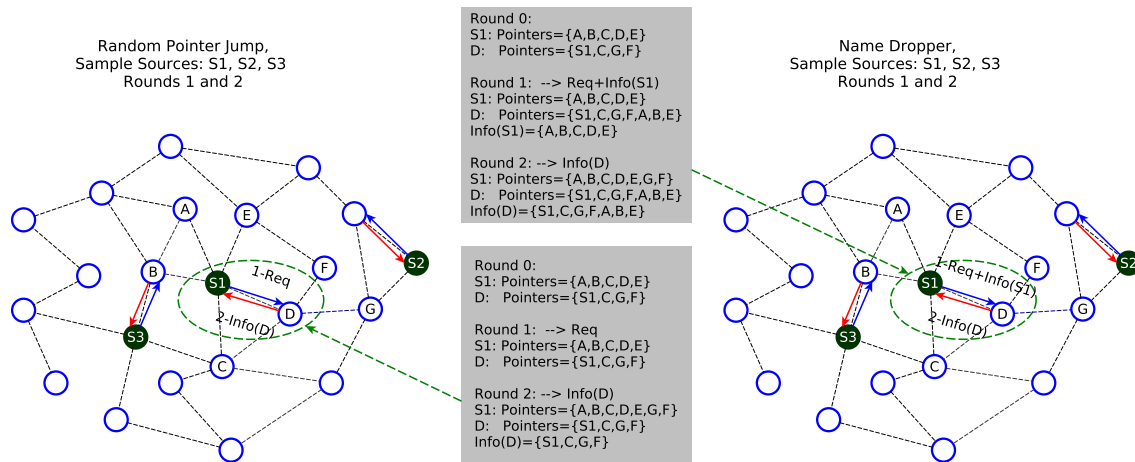 Random Pointer Jump,
Sample Sources: S1, S2, S3
Rounds 1 and 2
A
E
B
S1
1-Req
F
S2
2-Info(D)
D
G
S3
C
Round 0:
S1: Pointers={A,B,C,D,E}
D: Pointers={S1,C,G,F}
Round 1: --> Req+Info(S1)
S1: Pointers={A,B,C,D,E}
D: Pointers={S1,C,G,F,A,B,E}
Info(S1)={A,B,C,D,E}
Round 2: --> Info(D)
S1: Pointers={A,B,C,D,E,G,F}
D: Pointers={S1,C,G,F,A,B,E}
Info(D)={S1,C,G,F,A,B,E}
Round 0:
S1: Pointers={A,B,C,D,E}
D: Pointers={S1,C,G,F}
Round 1: --> Req
S1: Pointers={A,B,C,D,E}
D: Pointers={S1,C,G,F}
Round 2: --> Info(D)
S1: Pointers={A,B,C,D,E,G,F}
D: Pointers={S1,C,G,F}
Info(D)={S1,C,G,F}
Name Dropper,
Sample Sources: S1, S2, S3
Rounds 1 and 2
A
E
B
S1
1-Req+Info(S1)
F
S2
2-Info(D)
D
G
S3
C